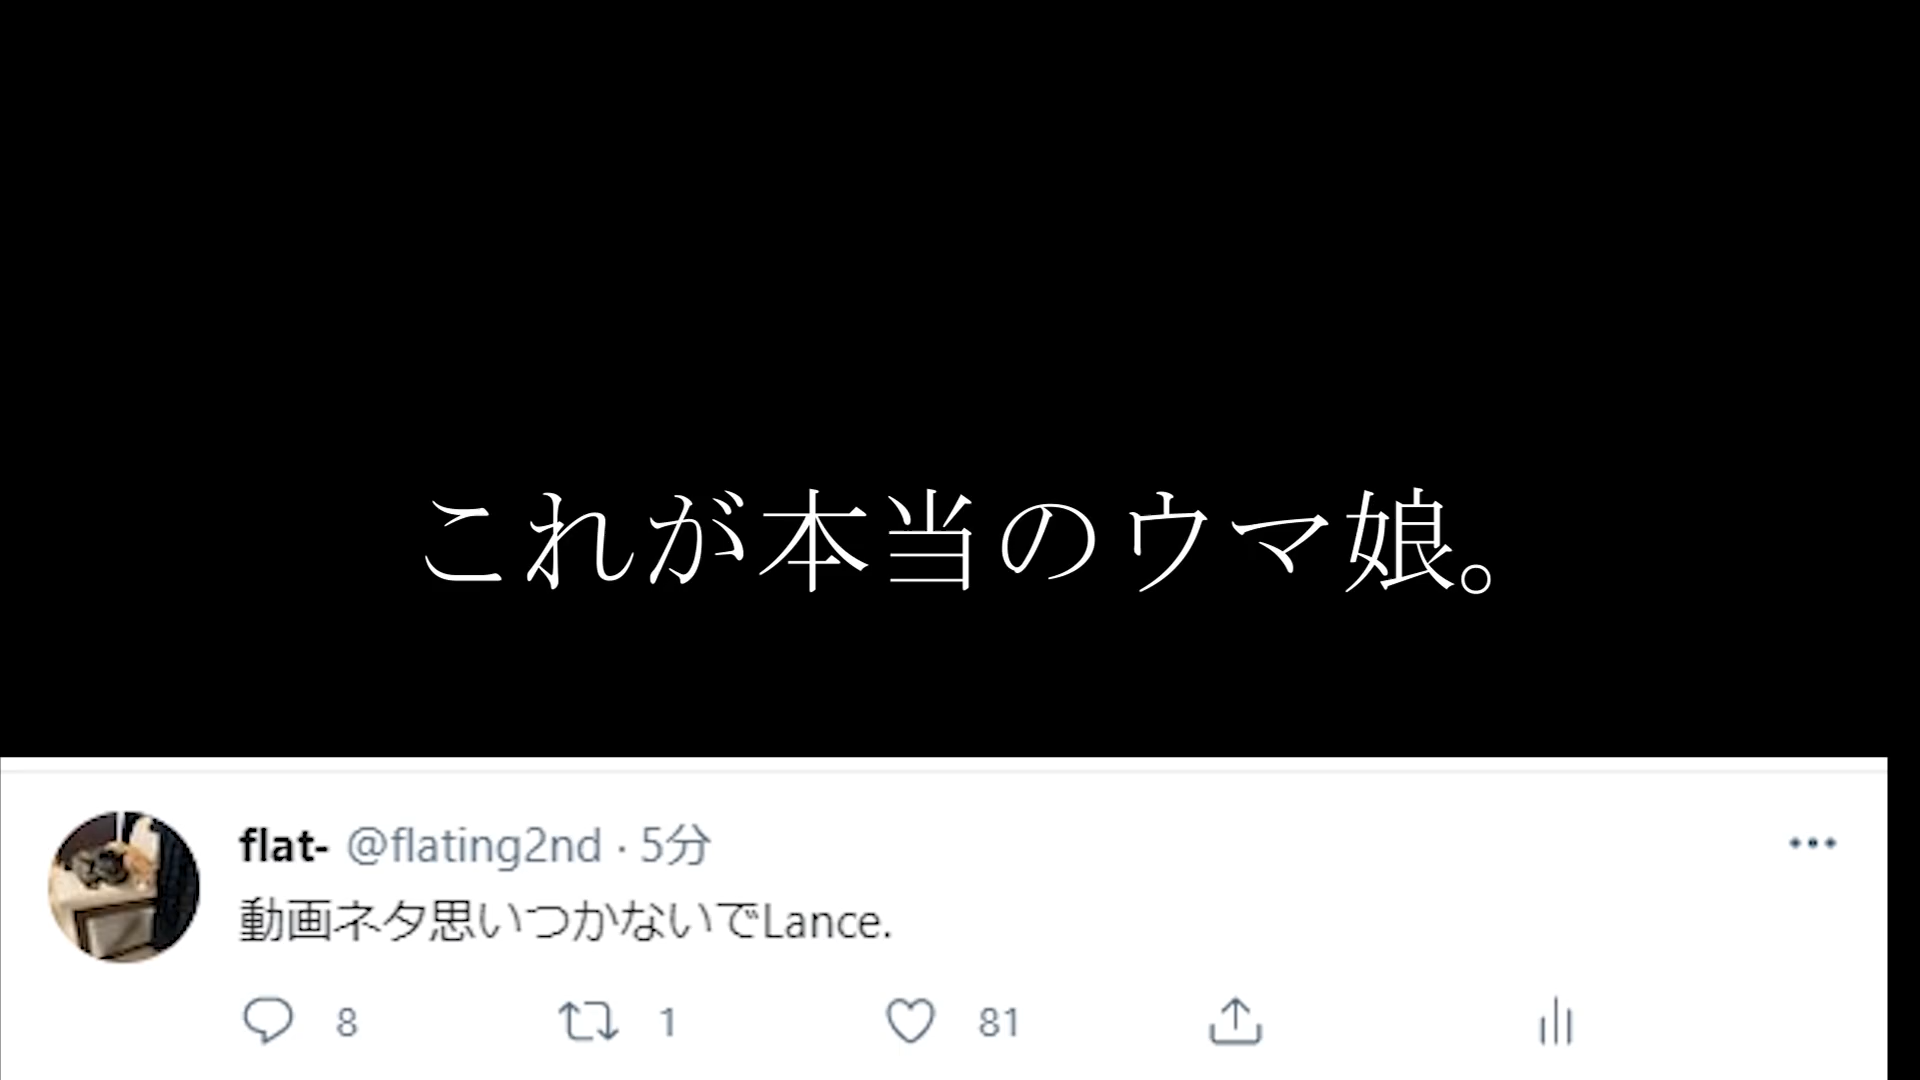 これが本当のウマ娘。
flat- @flating2nd · 5分
動画ネタ思いつかないでLance.
8 1 81